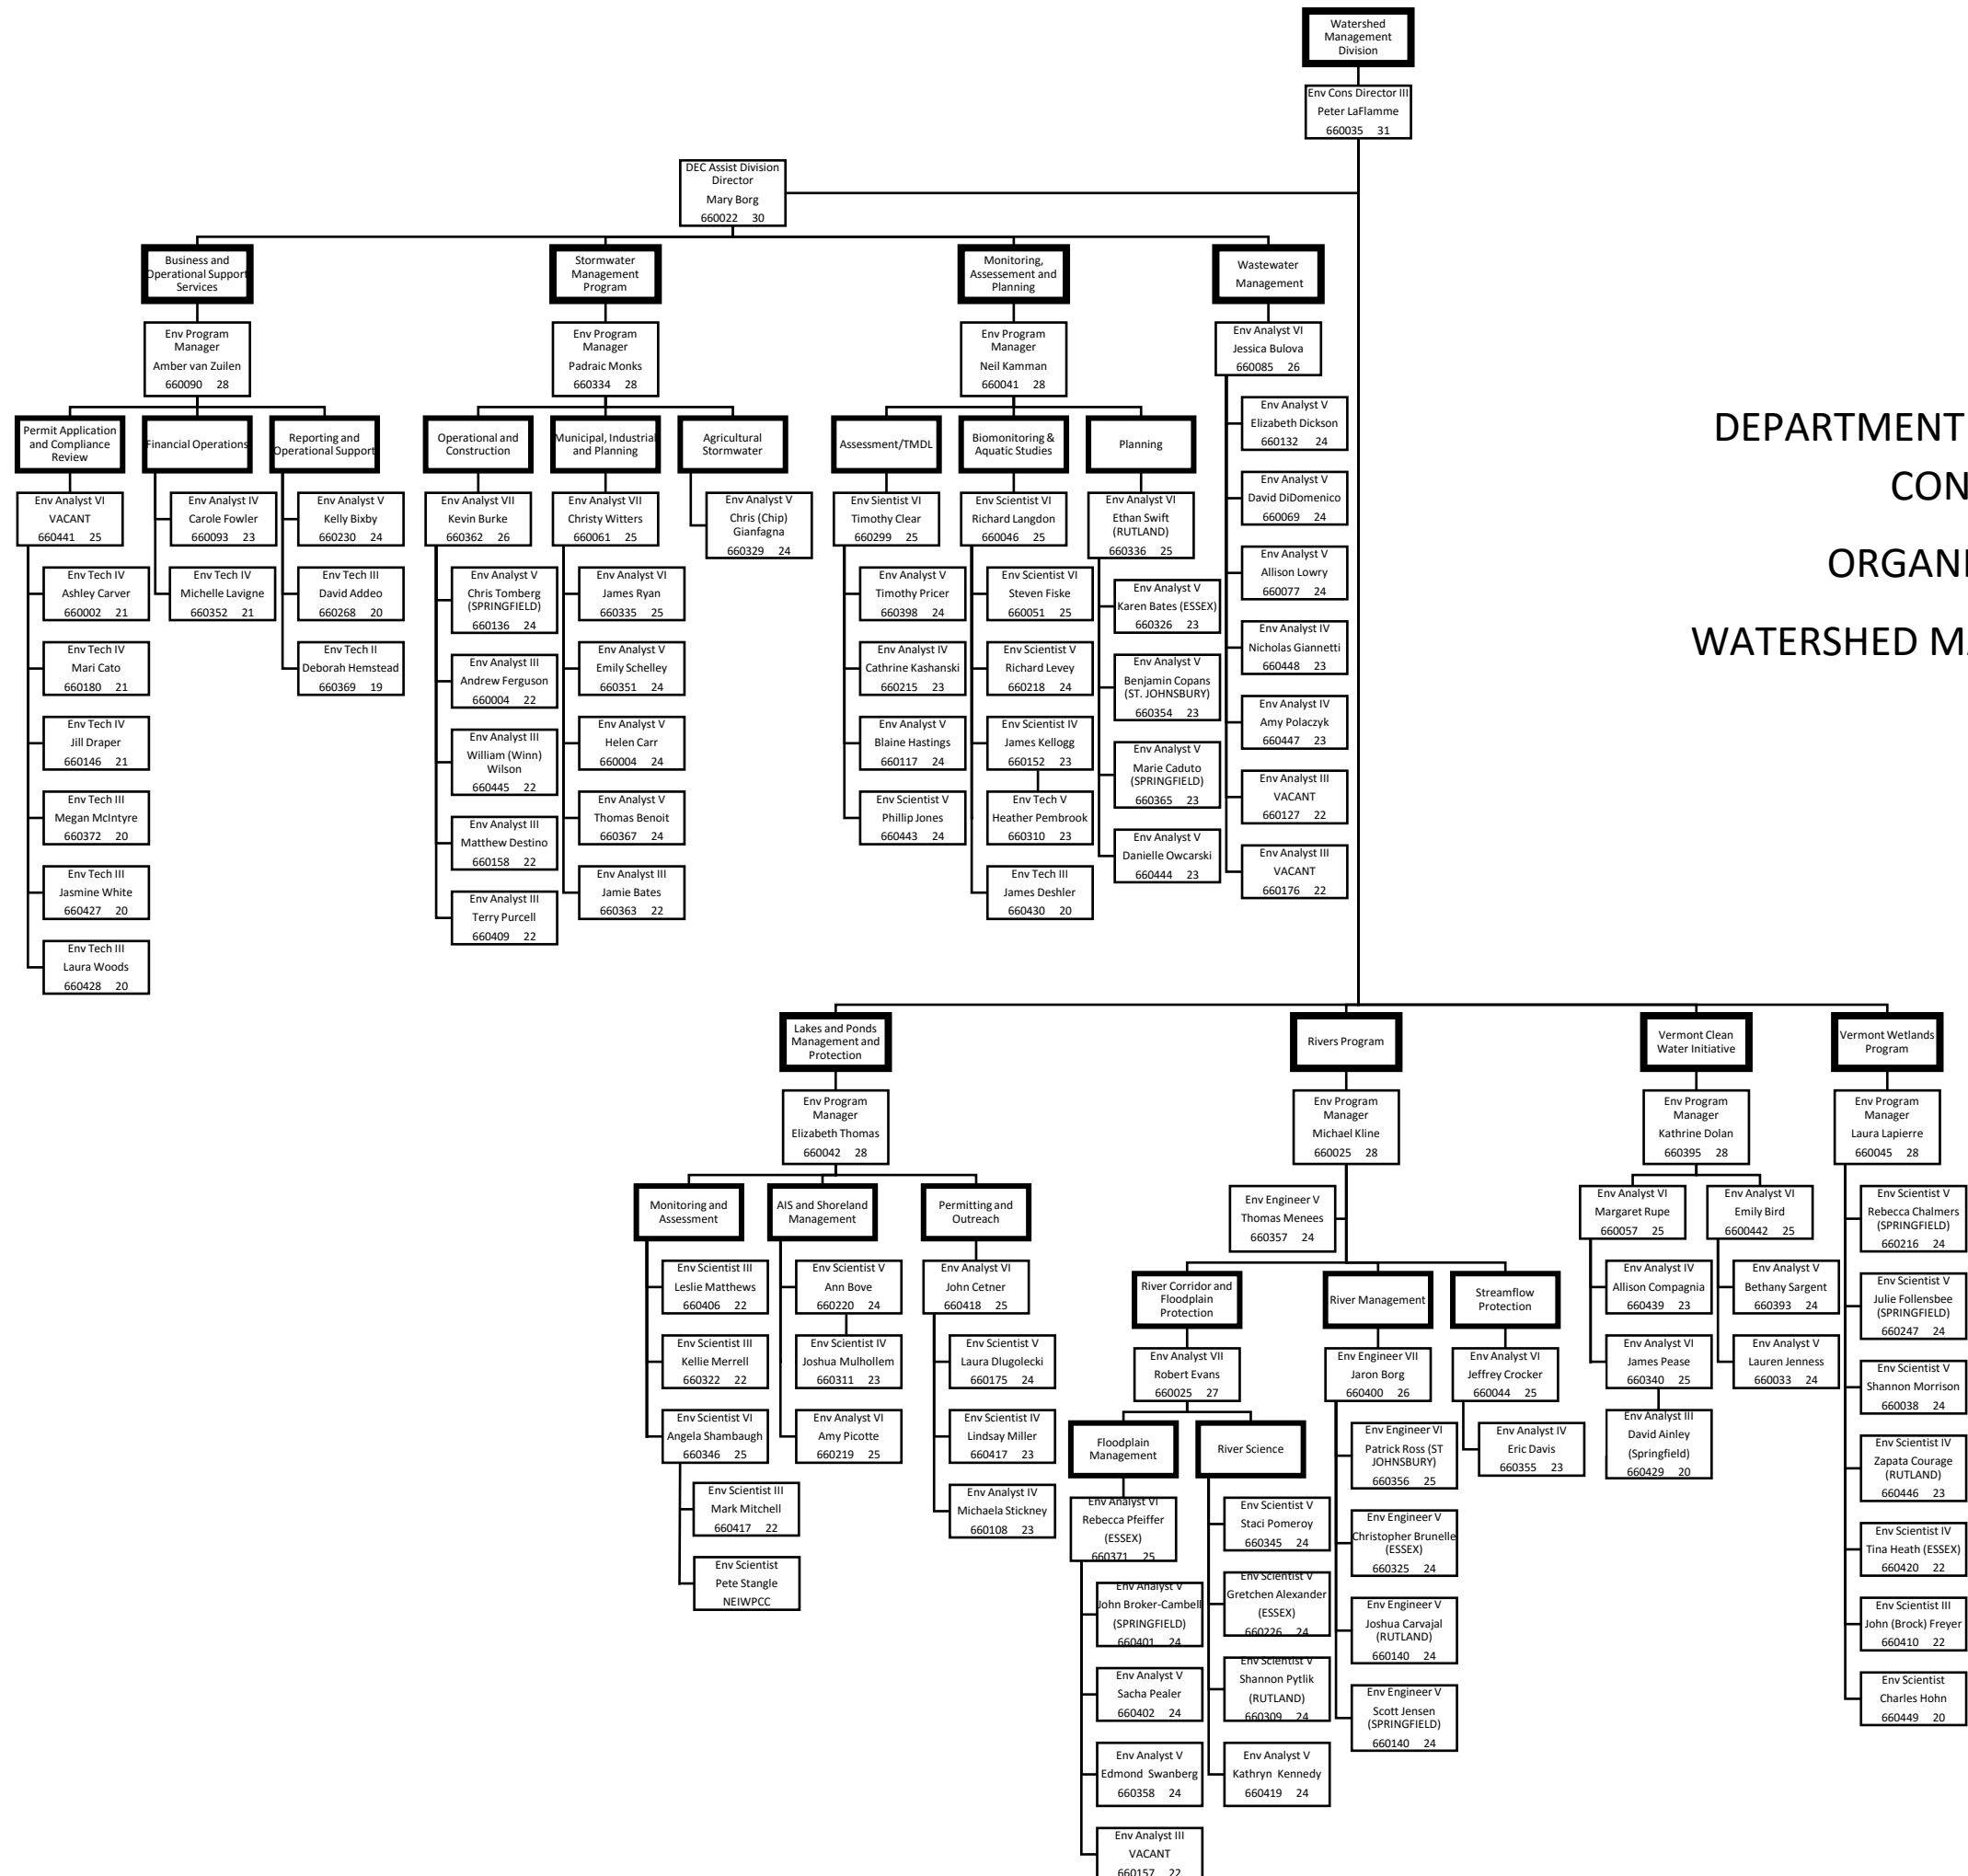 Watershed
Management
Division
Env Cons Director III
Peter LaFlamme
660035 31
DEC Assist Division
Director
Mary Borg
660022 30
Business and
Operational Support
Services
Env Program
Manager
Amber van Zuilen
660090 28
Permit Application
and Compliance
Review
Env Analyst VI
VACANT
660441 25
Env Tech IV
Ashley Carver
660002 21
Env Tech IV
Mari Cato
660180 21
Env Tech IV
Jill Draper
660146 21
Env Tech III
Megan McIntyre
660372 20
Env Tech III
Jasmine White
660427 20
Env Tech III
Laura Woods
660428 20
Financial Operations
Env Analyst IV
Carole Fowler
660093 23
Env Tech IV
Michelle Lavigne
660352 21
Reporting and
Operational Support
Env Analyst V
Kelly Bixby
660230 24
Env Tech III
David Addeo
660268 20
Env Tech II
Deborah Hemstead
660369 19
Stormwater
Management
Program
Env Program
Manager
Padraic Monks
660334 28
Operational and
Construction
Env Analyst VII
Kevin Burke
660362 26
Env Analyst V
Chris Tomberg
(SPRINGFIELD)
660136 24
Env Analyst III
Andrew Ferguson
660004 22
Env Analyst III
William (Winn)
Wilson
660445 22
Env Analyst III
Matthew Destino
660158 22
Env Analyst III
Terry Purcell
660409 22
Municipal, Industrial
and Planning
Env Analyst VII
Christy Witters
660061 25
Env Analyst VI
James Ryan
660335 25
Env Analyst V
Emily Schelley
660351 24
Env Analyst V
Helen Carr
660004 24
Env Analyst V
Thomas Benoit
660367 24
Env Analyst III
Jamie Bates
660363 22
Agricultural
Stormwater
Env Analyst V
Chris (Chip)
Gianfagna
660329 24
Monitoring,
Assessement and
Planning
Env Program
Manager
Neil Kamman
660041 28
Assessment/TMDL
Env Sientist VI
Timothy Clear
660299 25
Env Analyst V
Timothy Pricer
660398 24
Env Analyst IV
Cathrine Kashanski
660215 23
Env Analyst V
Blaine Hastings
660117 24
Env Scientist V
Phillip Jones
660443 24
Biomonitoring &
Aquatic Studies
Env Scientist VI
Richard Langdon
660046 25
Env Scientist VI
Steven Fiske
660051 25
Env Scientist V
Richard Levey
660218 24
Env Scientist IV
James Kellogg
660152 23
Env Tech V
Heather Pembrook
660310 23
Env Tech III
James Deshler
660430 20
Planning
Env Analyst VI
Ethan Swift
(RUTLAND)
660336 25
Env Analyst V
Karen Bates (ESSEX)
660326 23
Env Analyst V
Benjamin Copans
(ST. JOHNSBURY)
660354 23
Env Analyst V
Marie Caduto
(SPRINGFIELD)
660365 23
Env Analyst V
Danielle Owcarski
660444 23
Wastewater
Management
Env Analyst VI
Jessica Bulova
660085 26
Env Analyst V
Elizabeth Dickson
660132 24
Env Analyst V
David DiDomenico
660069 24
Env Analyst V
Allison Lowry
660077 24
Env Analyst IV
Nicholas Giannetti
660448 23
Env Analyst IV
Amy Polaczyk
660447 23
Env Analyst III
VACANT
660127 22
Env Analyst III
VACANT
660176 22
DEPARTMENT
CON
ORGANI
WATERSHED MA
Lakes and Ponds
Management and
Protection
Env Program
Manager
Elizabeth Thomas
660042 28
Monitoring and
Assessment
Env Scientist III
Leslie Matthews
660406 22
Env Scientist III
Kellie Merrell
660322 22
Env Scientist VI
Angela Shambaugh
660346 25
Env Scientist III
Mark Mitchell
660417 22
Env Scientist
Pete Stangle
NEIWPCC
AIS and Shoreland
Management
Env Scientist V
Ann Bove
660220 24
Env Scientist IV
Joshua Mulhollem
660311 23
Env Analyst VI
Amy Picotte
660219 25
Permitting and
Outreach
Env Analyst VI
John Cetner
660418 25
Env Scientist V
Laura Dlugolecki
660175 24
Env Scientist IV
Lindsay Miller
660417 23
Env Analyst IV
Michaela Stickney
660108 23
Rivers Program
Env Program
Manager
Michael Kline
660025 28
Env Engineer V
Thomas Menees
660357 24
River Corridor and
Floodplain
Protection
Env Analyst VII
Robert Evans
660025 27
Floodplain
Management
Env Analyst VI
Rebecca Pfeiffer
(ESSEX)
660371 25
Env Analyst V
John Broker-Cambell
(SPRINGFIELD)
660401 24
Env Analyst V
Sacha Pealer
660402 24
Env Analyst V
Edmond Swanberg
660358 24
Env Analyst III
VACANT
660157 22
River Science
Env Scientist V
Staci Pomeroy
660345 24
Env Scientist V
Gretchen Alexander
(ESSEX)
660226 24
Env Scientist V
Shannon Pytlik
(RUTLAND)
660309 24
Env Analyst V
Kathryn Kennedy
660419 24
River Management
Env Engineer VII
Jaron Borg
660400 26
Env Engineer VI
Patrick Ross (ST
JOHNSBURY)
660356 25
Env Engineer V
Christopher Brunelle
(ESSEX)
660325 24
Env Engineer V
Joshua Carvajal
(RUTLAND)
660140 24
Env Engineer V
Scott Jensen
(SPRINGFIELD)
660140 24
Streamflow
Protection
Env Analyst VI
Jeffrey Crocker
660044 25
Env Analyst IV
Eric Davis
660355 23
Vermont Clean
Water Initiative
Env Program
Manager
Kathrine Dolan
660395 28
Env Analyst VI
Margaret Rupe
660057 25
Env Analyst IV
Allison Compagnia
660439 23
Env Analyst VI
James Pease
660340 25
Env Analyst III
David Ainley
(Springfield)
660429 20
Env Analyst VI
Emily Bird
6600442 25
Env Analyst V
Bethany Sargent
660393 24
Env Analyst V
Lauren Jenness
660033 24
Vermont Wetlands
Program
Env Program
Manager
Laura Lapierre
660045 28
Env Scientist V
Rebecca Chalmers
(SPRINGFIELD)
660216 24
Env Scientist V
Julie Follensbee
(SPRINGFIELD)
660247 24
Env Scientist V
Shannon Morrison
660038 24
Env Scientist IV
Zapata Courage
(RUTLAND)
660446 23
Env Scientist IV
Tina Heath (ESSEX)
660420 22
Env Scientist III
John (Brock) Freyer
660410 22
Env Scientist
Charles Hohn
660449 20